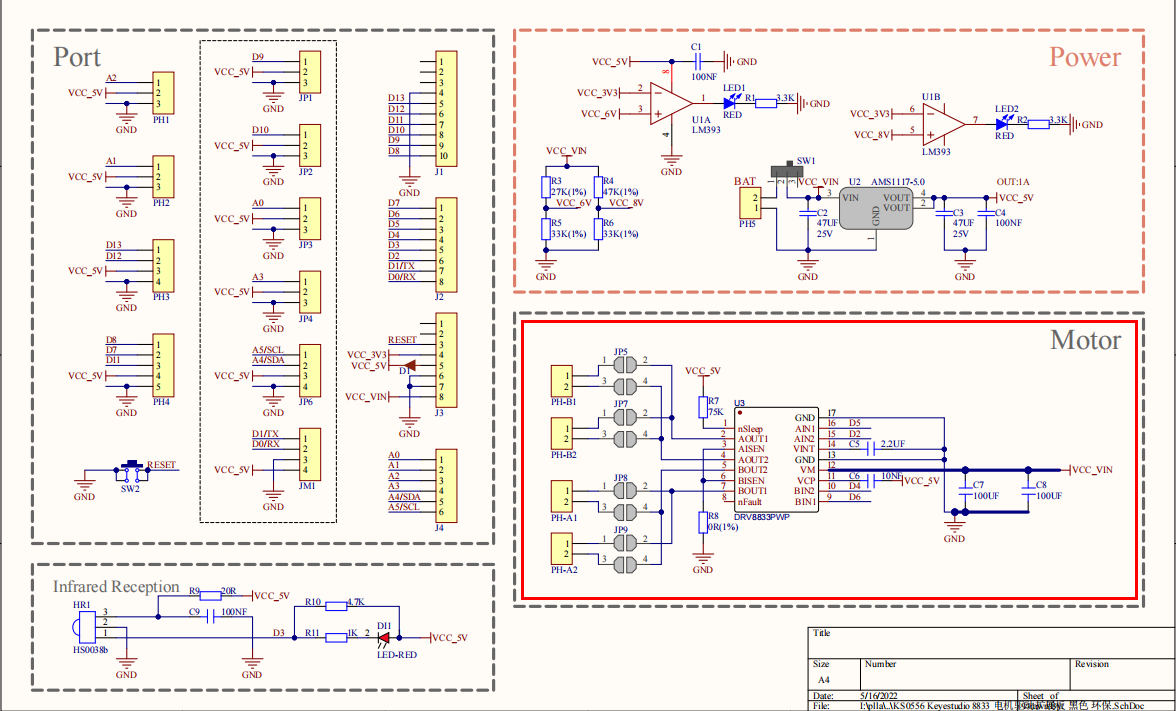 Port
A2
VCC_5V
GND
1
2
3
PH1
A1
VCC_5V
GND
1
2
3
PH2
D13
D12
VCC_5V
GND
1
2
3
4
PH3
D8
D7
D11
VCC_5V
GND
1
2
3
4
5
PH4
RESET
GND
SW2
D9
VCC_5V
GND
1
2
3
JP1
D10
VCC_5V
GND
1
2
3
JP2
A0
VCC_5V
GND
1
2
3
JP3
A3
VCC_5V
GND
1
2
3
JP4
A5/SCL
A4/SDA
VCC_5V
GND
1
2
3
4
JP6
D1/TX
D0/RX
VCC_5V
GND
1
2
3
4
JM1
D13
D12
D11
D10
D9
D8
GND
1
2
3
4
5
6
7
8
9
10
J1
D7
D6
D5
D4
D3
D2
D1/TX
D0/RX
1
2
3
4
5
6
7
8
J2
RESET
VCC_3V3
VCC_5V
D1
VCC_VIN
GND
1
2
3
4
5
6
7
8
J3
A0
A1
A2
A3
A4/SDA
A5/SCL
1
2
3
4
5
6
J4
Power
C1
VCC_5V
GND
100NF
8
VCC_3V3
2
VCC_6V
3
1
4
U1A
LM393
GND
LED1
RED
R1
3.3K
GND
U1B
VCC_3V3
6
VCC_8V
5
7
LM393
LED2
RED
R2
3.3K
GND
VCC_VIN
R3
27K(1%)
R4
47K(1%)
VCC_6V
VCC_8V
R5
33K(1%)
R6
33K(1%)
GND
SW1
BAT
2
1
PH5
1
2
3
VCC_VIN
C2
47UF
25V
GND
U2
AMS1117-5.0
3
VIN
VOUT
4
VOUT
2
GND
1
OUT:1A
VCC_5V
C3
47UF
25V
C4
100NF
GND
Motor
JP5
1
2
3
4
1
2
PH-B1
JP7
1
2
3
4
1
2
PH-B2
JP8
1
2
3
4
1
2
PH-A1
JP9
1
2
3
4
1
2
PH-A2
VCC_5V
R7
75K
R8
0R(1%)
GND
U3
1
nSleep
2
AOUT1
3
AISEN
4
AOUT2
5
BOUT2
6
BISEN
7
BOUT1
8
nFault
GND
17
AIN1
16
D5
AIN2
15
D2
VINT
14
C5
2.2UF
GND
13
VM
12
VCP
11
C6
10NF
VCC_5V
BIN2
10
D4
BIN1
9
D6
DRV8833PWP
VCC_VIN
C7
100UF
C8
100UF
GND
Infrared Reception
HR1
3
2
1
HS0038b
GND
R9
20R
VCC_5V
C9
100NF
GND
D3
R10
4.7K
R11
1K
2
DI1
LED-RED
VCC_5V
Title
Size
Number
Revision
A4
Date:
5/16/2022
Sheet of
File: